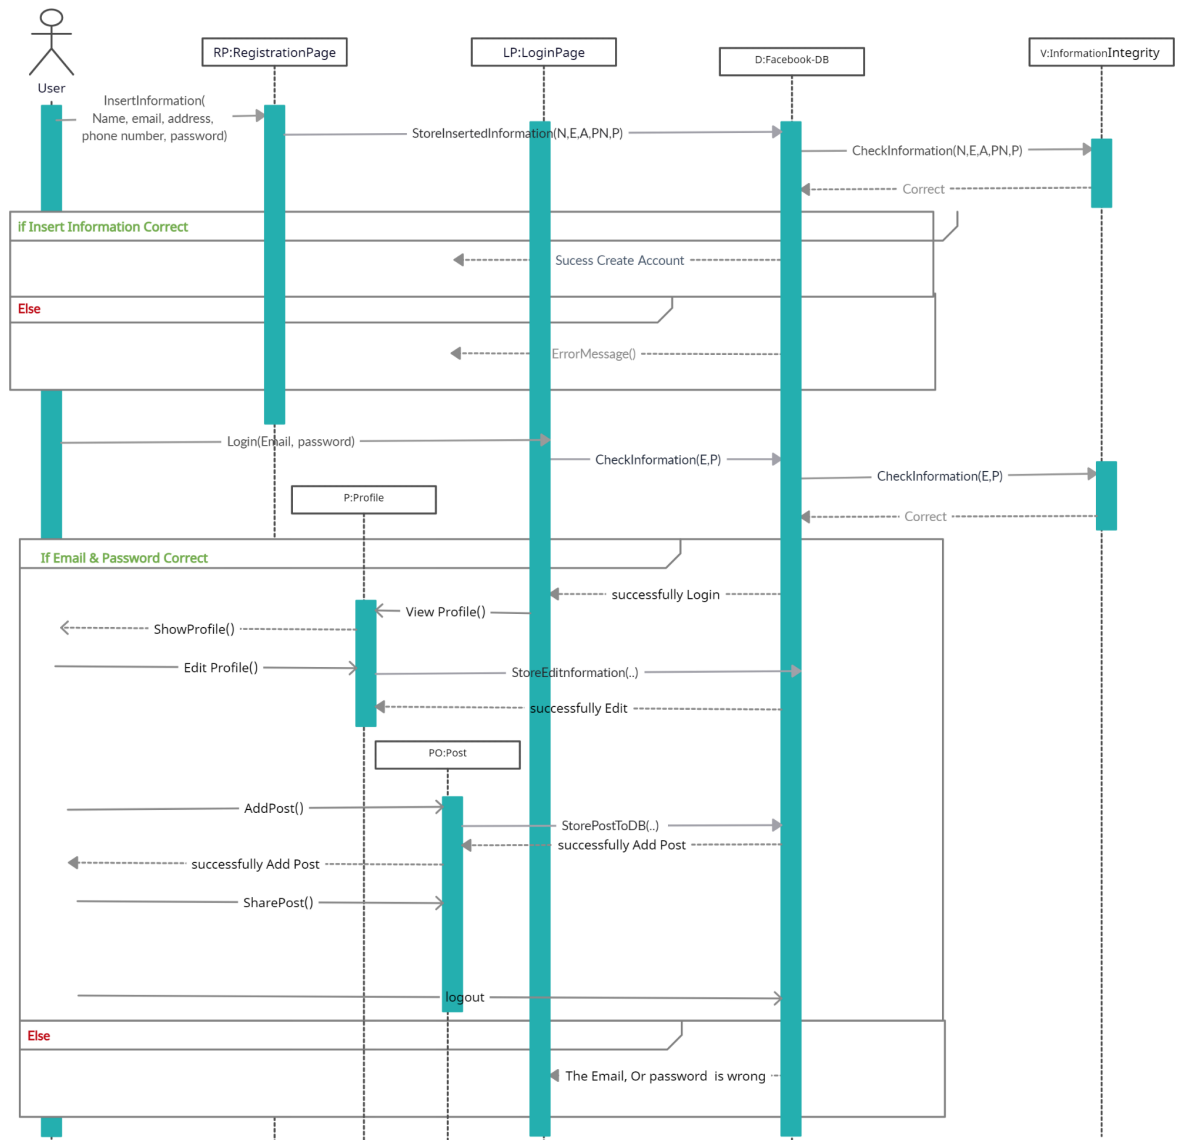 RP:RegistrationPage
LP:LoginPage
D:Facebook-DB
V:InformationIntegrity
User
InsertInformation(
Name, email, address,
phone number, password)
StoreInsertedInformation(N,E,A,PN,P)
CheckInformation(N,E,A,PN,P)
Correct
if Insert Information Correct
Sucess Create Account
Else
ErrorMessage()
Login(Email, password)
CheckInformation(E,P)
CheckInformation(E,P)
P:Profile
Correct
If Email & Password Correct
successfully Login
View Profile()
ShowProfile()
Edit Profile()
StoreEditnformation(..)
successfully Edit
PO:Post
AddPost()
StorePostToDB(..)
successfully Add Post
successfully Add Post
SharePost()
logout
Else
The Email, Or password is wrong